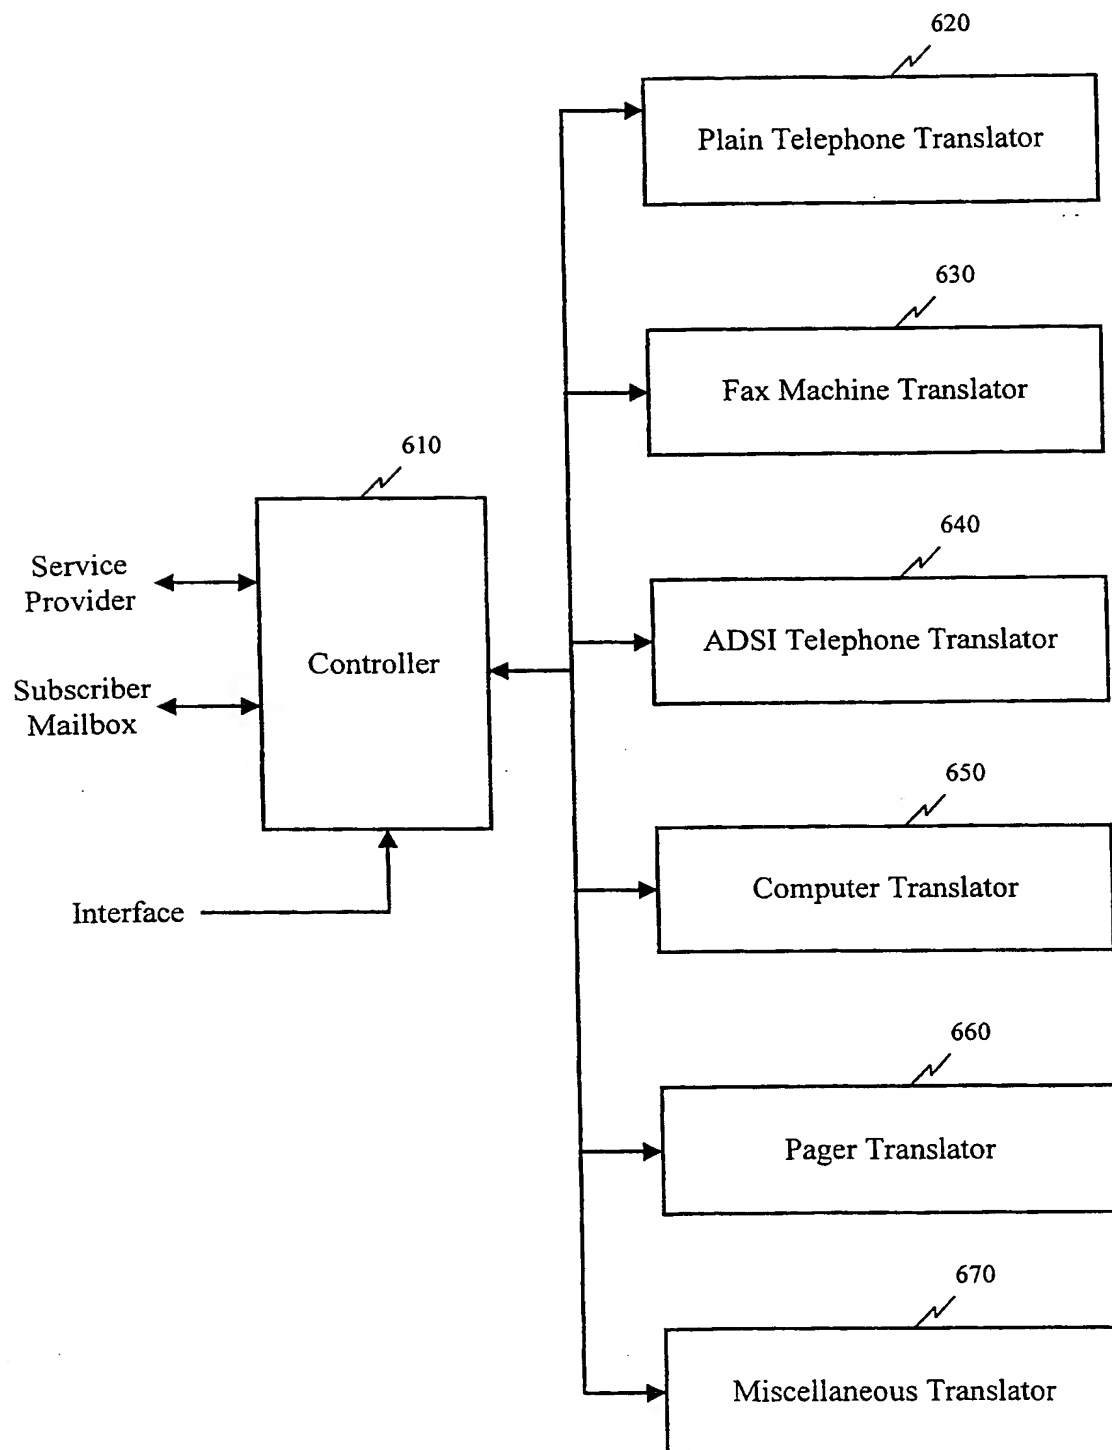 620
Plain Telephone Translator
630
Fax Machine Translator
610
640
Service
Provider
ADSI Telephone Translator
Controller
Subscriber
Mailbox
650
Computer Translator
Interface
660
Pager Translator
670
Miscellaneous Translator